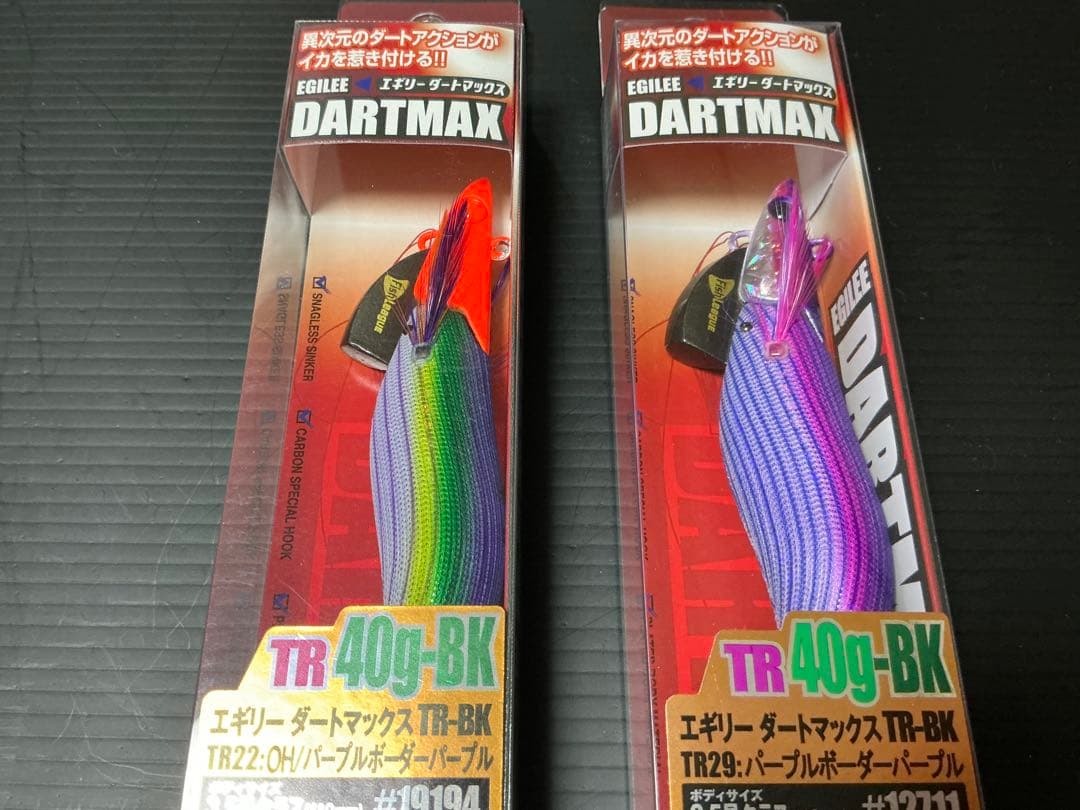 異次元のダートアクションが
イカを惹き付ける!!
EGILEE エギリー ダートマックス
DARTMAX
FishLeague
SNAGLESS SINKER
CARBON SPECIAL HOOK
TR 40g-BK
エギリー ダートマックス TR-BK
TR22:OH/パープルボーダーパープル
#19194
異次元のダートアクションが
イカを惹き付ける!!
EGILEE エギリー ダートマックス
DARTMAX
FishLeague
EGILEE
TR 40g-BK
エギリー ダートマックス TR-BK
TR29:パープルボーダーパープル
ボディサイズ
#12711